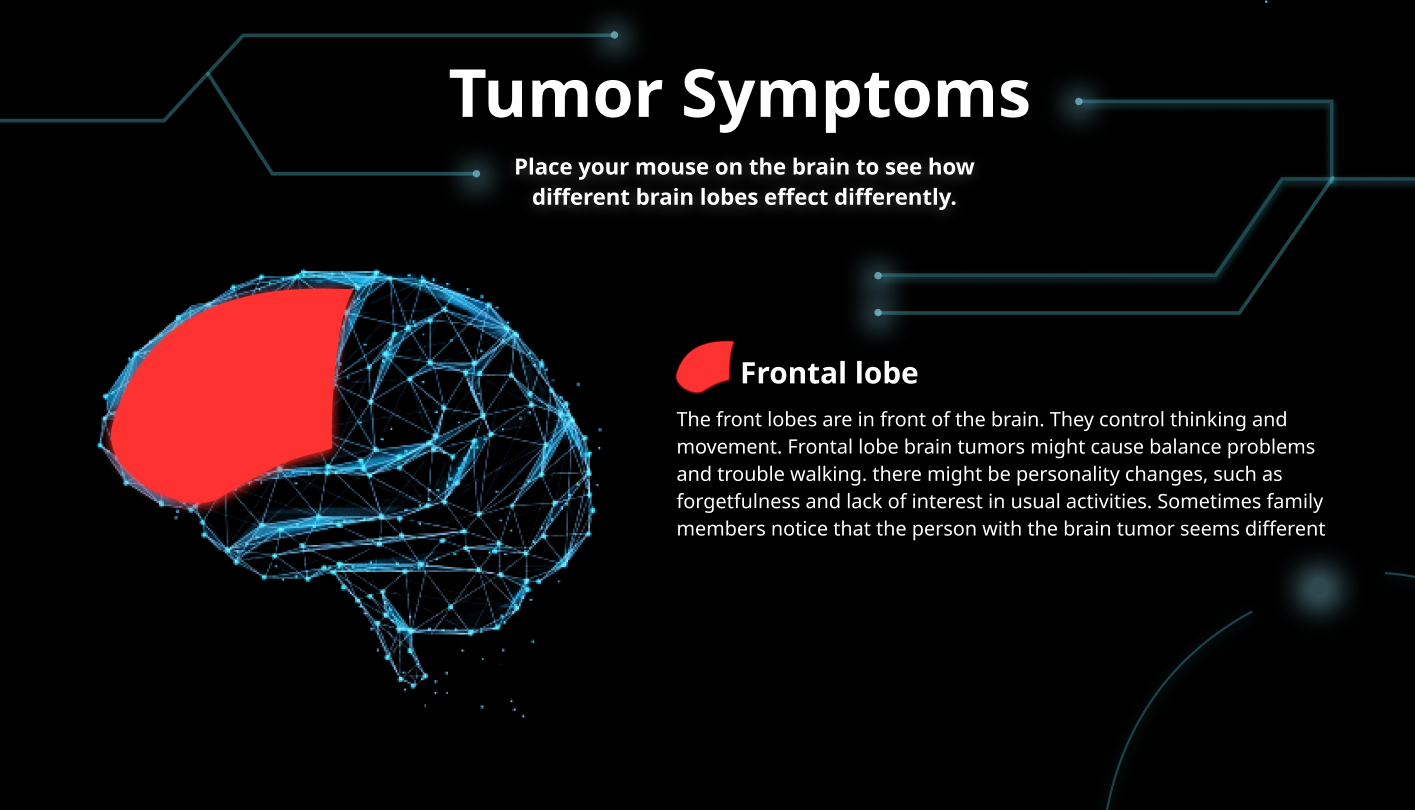 Tumor Symptoms
Place your mouse on the brain to see how
different brain lobes effect differently.
Frontal lobe
The front lobes are in front of the brain. They control thinking and
movement. Frontal lobe brain tumors might cause balance problems
and trouble walking. there might be personality changes, such as
forgetfulness and lack of interest in usual activities. Sometimes family
members notice that the person with the brain tumor seems different